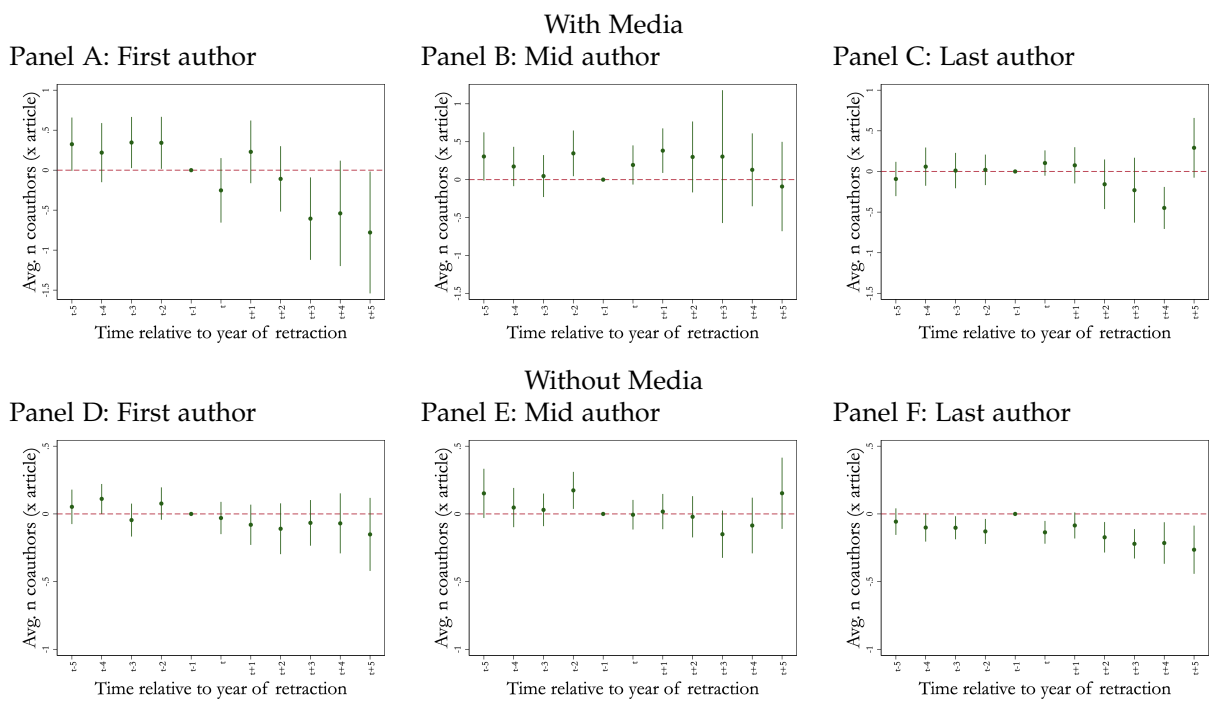 With Media
Panel A: First author
Avg. n coauthors (x article)
1
.5
0
-.5
-1
-1.5
t-5 t-4 t-3 t-2 t-1 t t+1 t+2 t+3 t+4 t+5
Time relative to year of retraction
Panel B: Mid author
Avg. n coauthors (x article)
1
.5
0
-.5
-1
-1.5
t-5 t-4 t-3 t-2 t-1 t t+1 t+2 t+3 t+4 t+5
Time relative to year of retraction
Panel C: Last author
Avg. n coauthors (x article)
1
.5
0
-.5
-1
-1.5
t-5 t-4 t-3 t-2 t-1 t t+1 t+2 t+3 t+4 t+5
Time relative to year of retraction
Without Media
Panel D: First author
Avg. n coauthors (x article)
.5
0
-.5
-1
t-5 t-4 t-3 t-2 t-1 t t+1 t+2 t+3 t+4 t+5
Time relative to year of retraction
Panel E: Mid author
Avg. n coauthors (x article)
.5
0
-.5
-1
t-5 t-4 t-3 t-2 t-1 t t+1 t+2 t+3 t+4 t+5
Time relative to year of retraction
Panel F: Last author
Avg. n coauthors (x article)
.5
0
-.5
-1
t-5 t-4 t-3 t-2 t-1 t t+1 t+2 t+3 t+4 t+5
Time relative to year of retraction